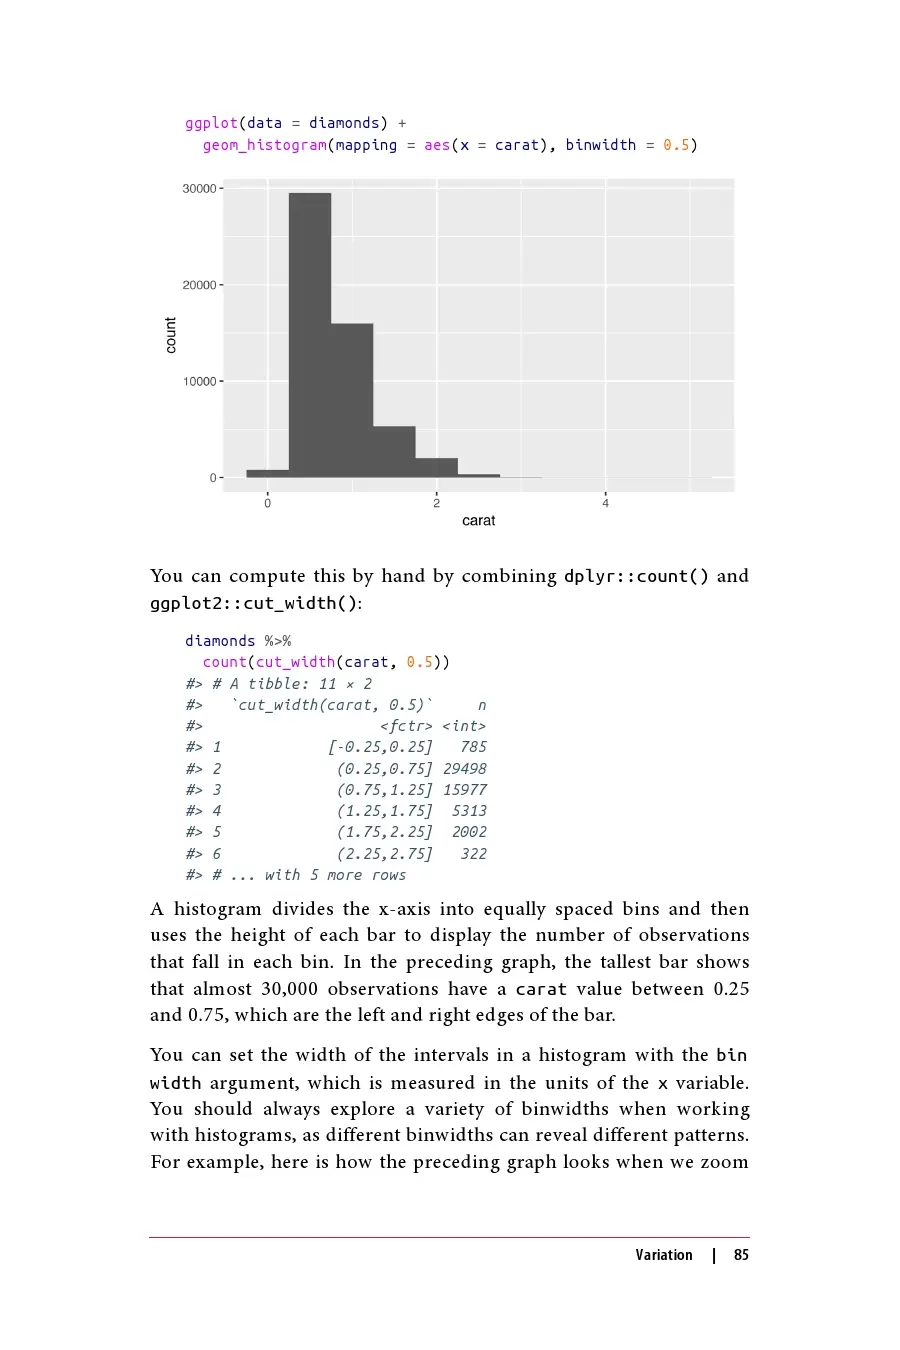 ggplot(data = diamonds) +
  geom_histogram(mapping = aes(x = carat), binwidth = 0.5)
30000
20000
10000
0
count
0 2 4
carat
You can compute this by hand by combining dplyr::count() and
ggplot2::cut_width():
diamonds %>%
  count(cut_width(carat, 0.5))
#> # A tibble: 11 × 2
#>   `cut_width(carat, 0.5)`     n
#>                    <fctr> <int>
#> 1            [-0.25,0.25]   785
#> 2             (0.25,0.75] 29498
#> 3             (0.75,1.25] 15977
#> 4             (1.25,1.75]  5313
#> 5             (1.75,2.25]  2002
#> 6             (2.25,2.75]   322
#> # ... with 5 more rows
A histogram divides the x-axis into equally spaced bins and then
uses the height of each bar to display the number of observations
that fall in each bin. In the preceding graph, the tallest bar shows
that almost 30,000 observations have a carat value between 0.25
and 0.75, which are the left and right edges of the bar.
You can set the width of the intervals in a histogram with the bin
width argument, which is measured in the units of the x variable.
You should always explore a variety of binwidths when working
with histograms, as different binwidths can reveal different patterns.
For example, here is how the preceding graph looks when we zoom
Variation | 85